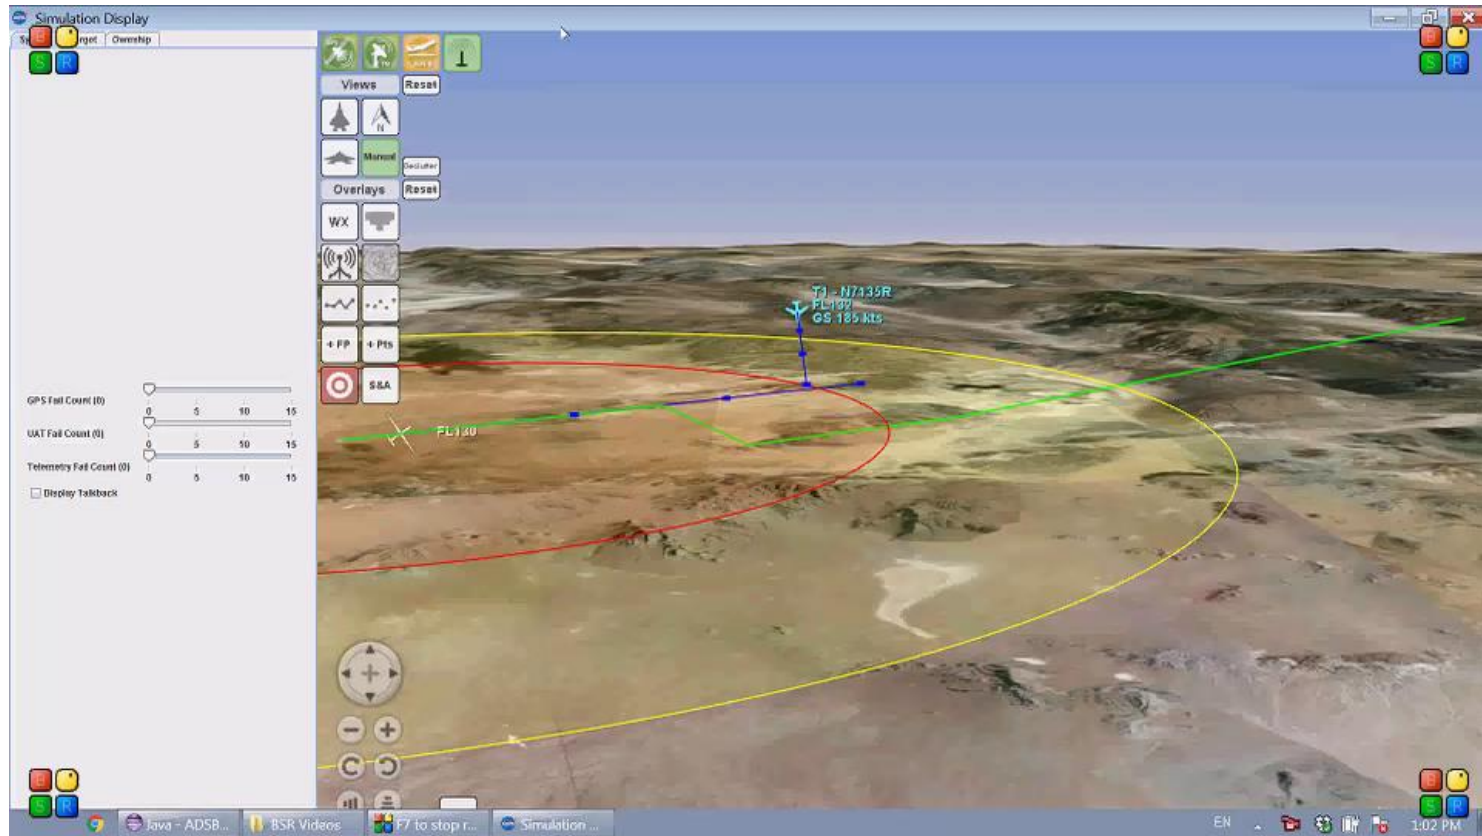 Simulation Display
Ownship
Views
Reset
N
Manual
Declutter
Overlays
Reset
WX
+ FP
+ Pts
S&A
T1 - N7135R
FL132
GS 185 kts
FL130
GPS Fail Count (0)
0 5 10 15
UAT Fail Count (0)
0 5 10 15
Telemetry Fail Count (0)
0 5 10 15
Display Talkback
B
S R
B
S R
B
S R
B
S R
Java - ADSB...
BSR Videos
F7 to stop r...
Simulation ...
EN
1:02 PM